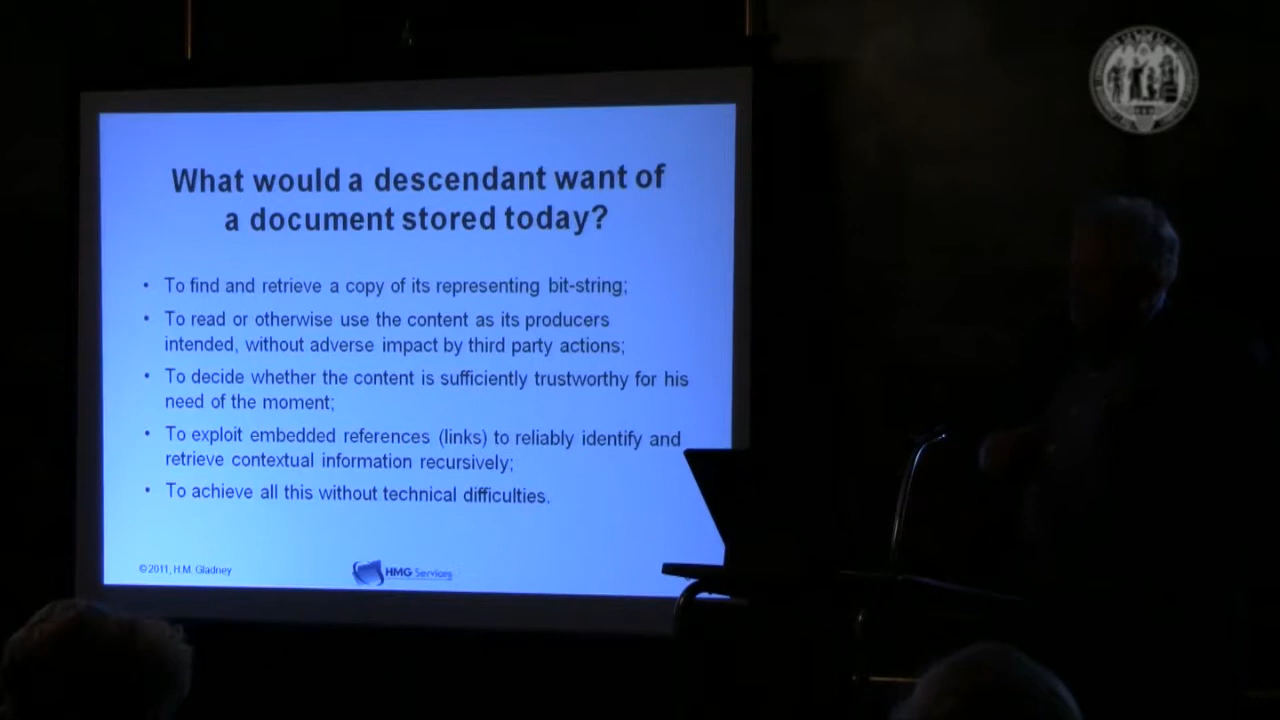 What would a descendant want of
a document stored today?
• To find and retrieve a copy of its representing bit-string;
• To read or otherwise use the content as its producers
intended, without adverse impact by third party actions;
• To decide whether the content is sufficiently trustworthy for his
need of the moment;
• To exploit embedded references (links) to reliably identify and
retrieve contextual information recursively;
• To achieve all this without technical difficulties.
© 2011, H.M. Gladney
HMG Services